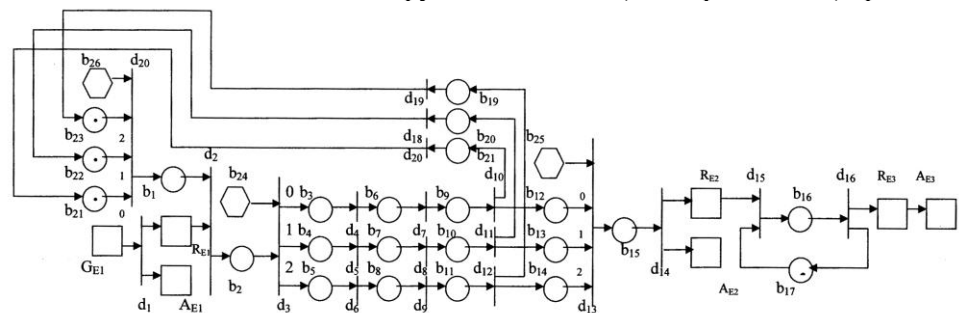 b26 d20
d19 b19
b23 2
d18 b20 b25
d2 d20 b21
b22 1
b24 d10
b1 b12
b21 0
0 b3 b6 b9 0
RE2 d15 b16 d16 RE3 AE3
1 b4 d4 b7 d7 b10 d11 b13 1
GE1 RE1
2 b5 d5 b8 d8 b11 d12 b14 2
b15
d1 AE1 b2 d3 d6 d9 d13
d14 AE2 b17